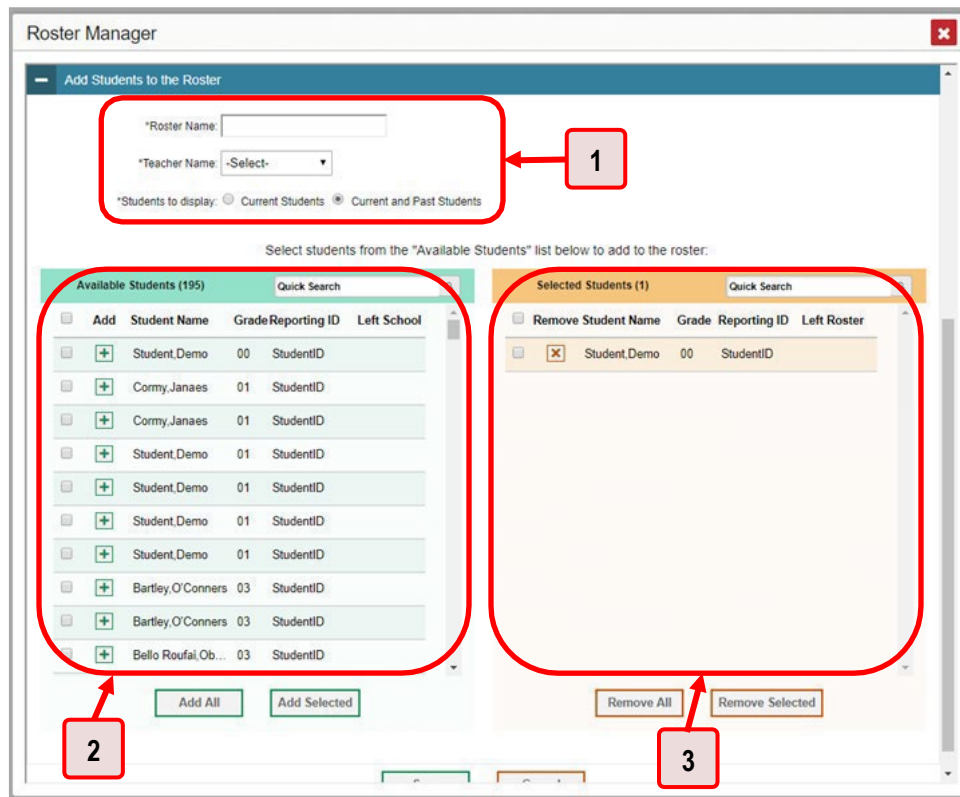 Roster Manager
Add Students to the Roster
*Roster Name:
*Teacher Name: -Select-
1
*Students to display: Current Students Current and Past Students
Select students from the "Available Students" list below to add to the roster:
Available Students (195) Quick Search
Add Student Name Grade Reporting ID Left School
Student,Demo 00 StudentID
Cormy,Janaes 01 StudentID
Cormy,Janaes 01 StudentID
Student,Demo 01 StudentID
Student,Demo 01 StudentID
Student,Demo 01 StudentID
Student,Demo 01 StudentID
Bartley,O'Conners 03 StudentID
Bartley,O'Conners 03 StudentID
Bello Roufai,Ob... 03 StudentID
Add All Add Selected
2
Selected Students (1) Quick Search
Remove Student Name Grade Reporting ID Left Roster
Student,Demo 00 StudentID
Remove All Remove Selected
3